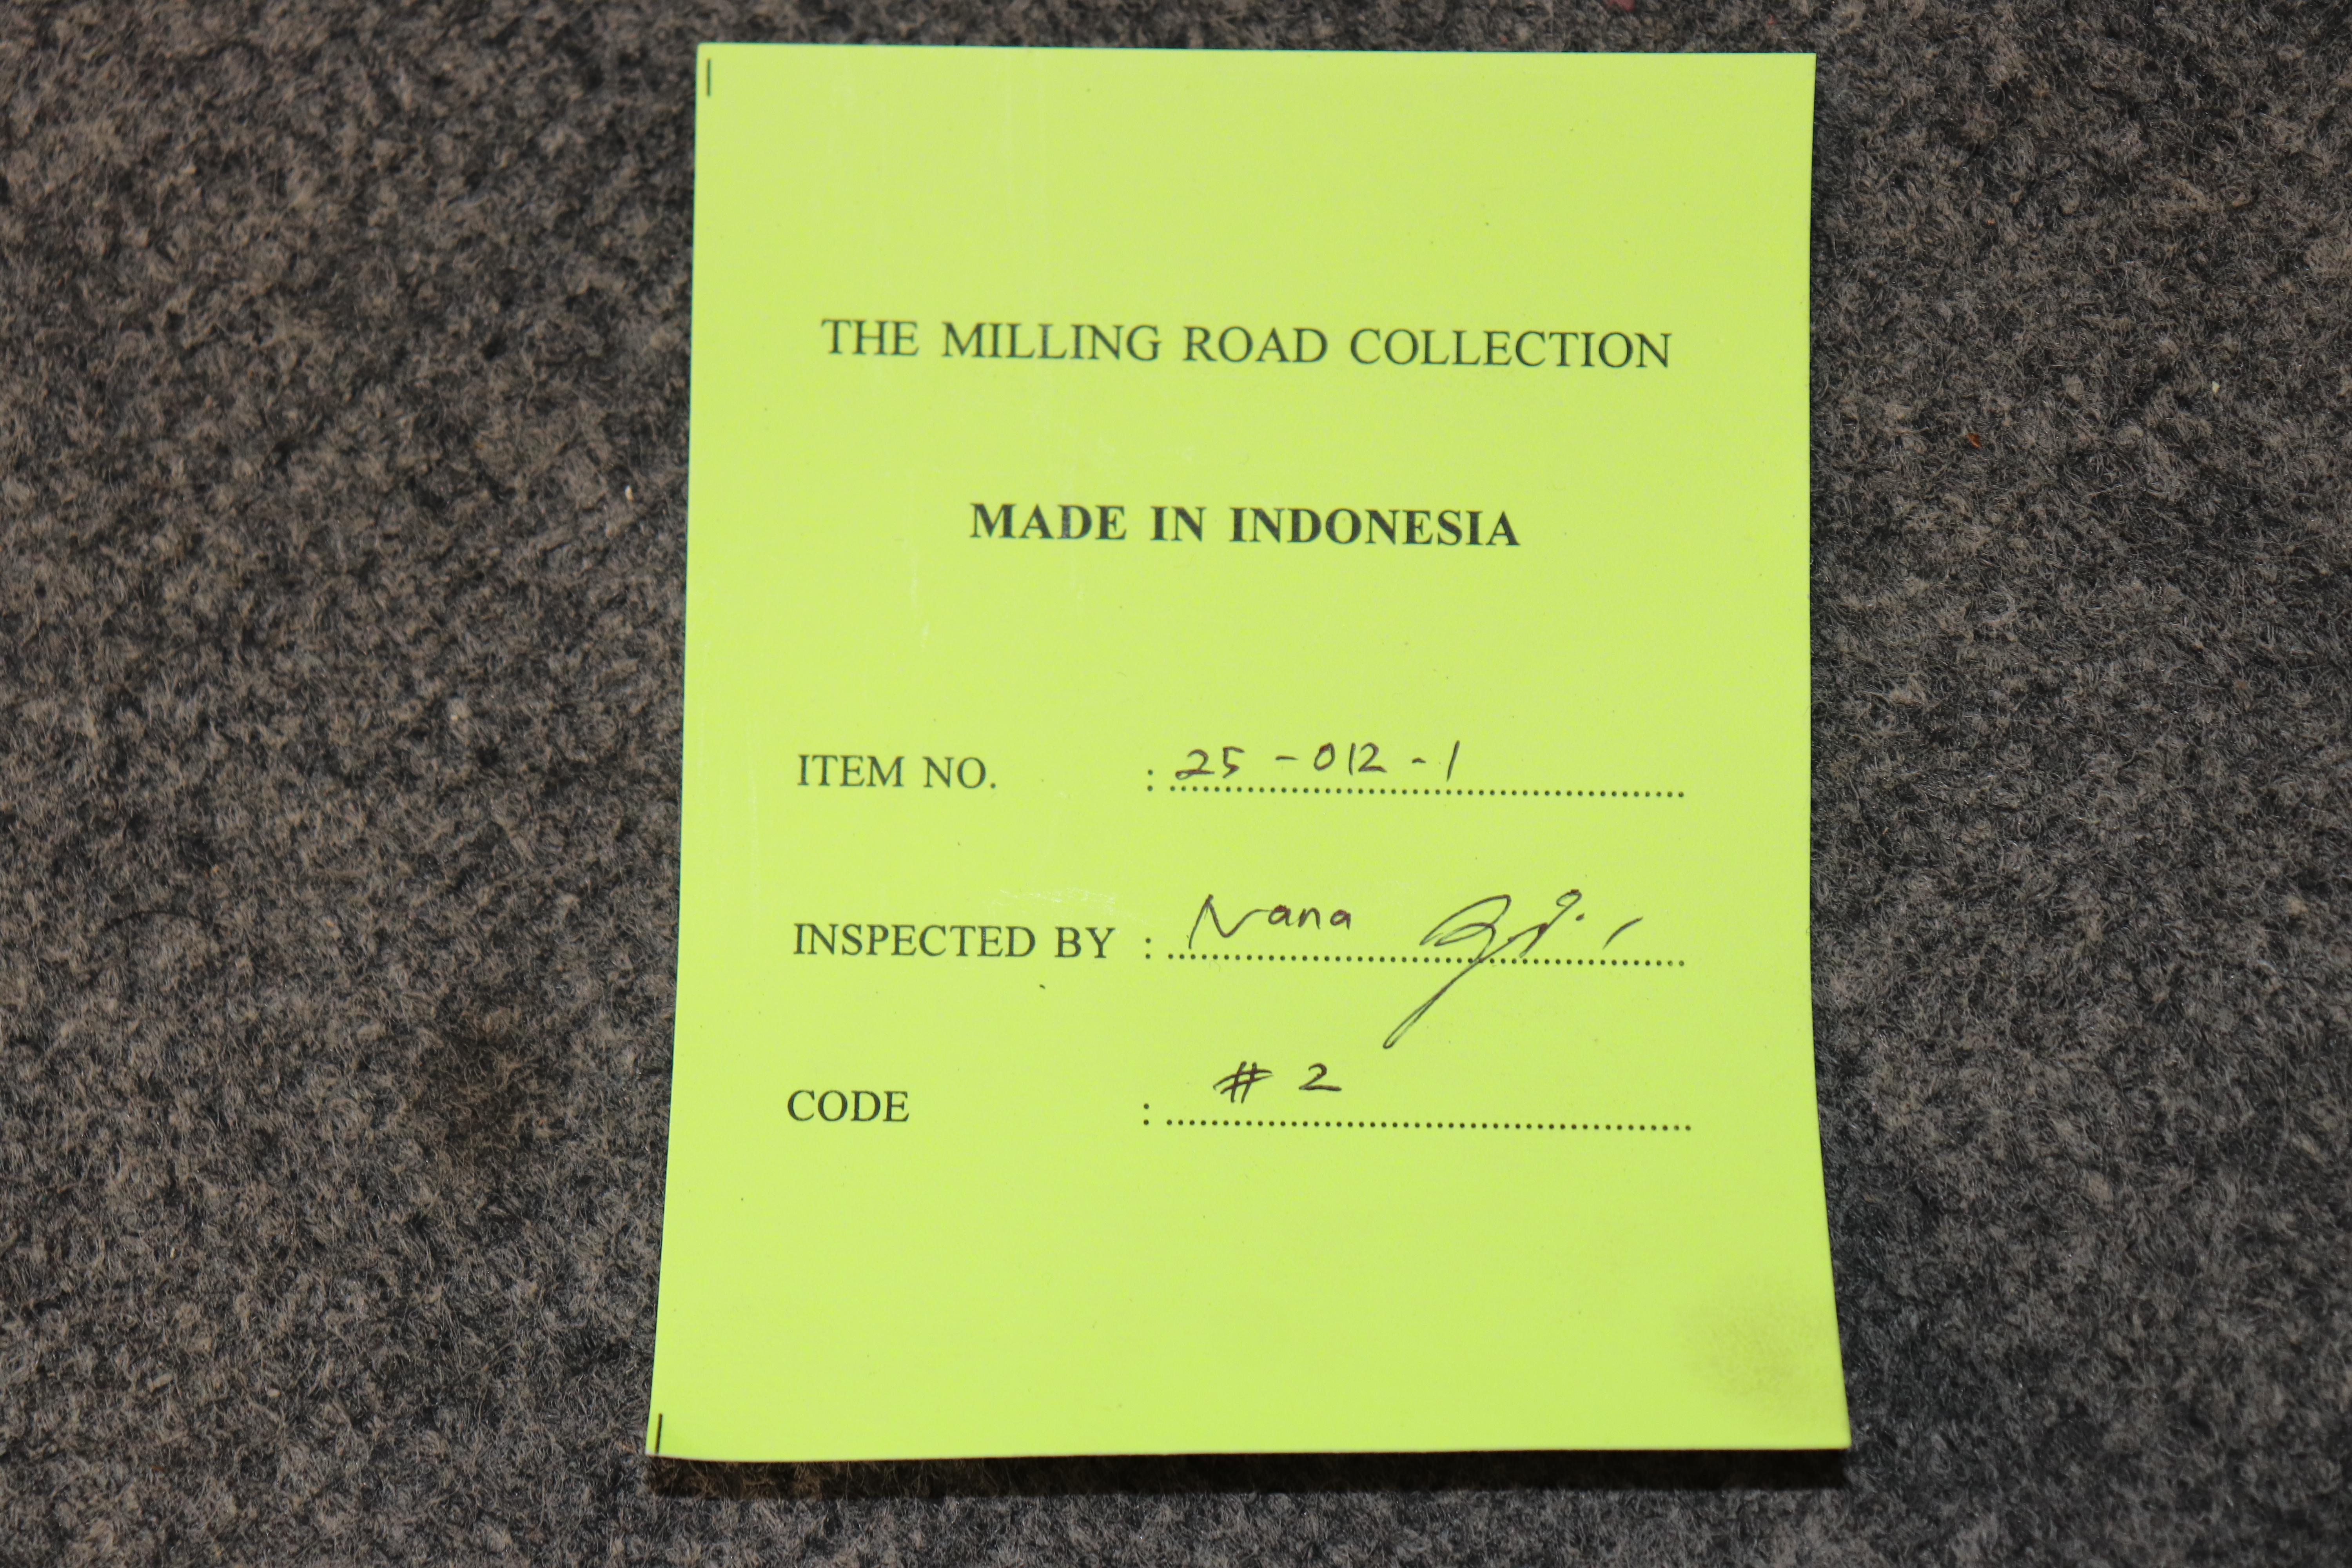 THE MILLING ROAD COLLECTION
MADE IN INDONESIA
ITEM NO. : 25-012-1
INSPECTED BY : Nana
CODE : # 2